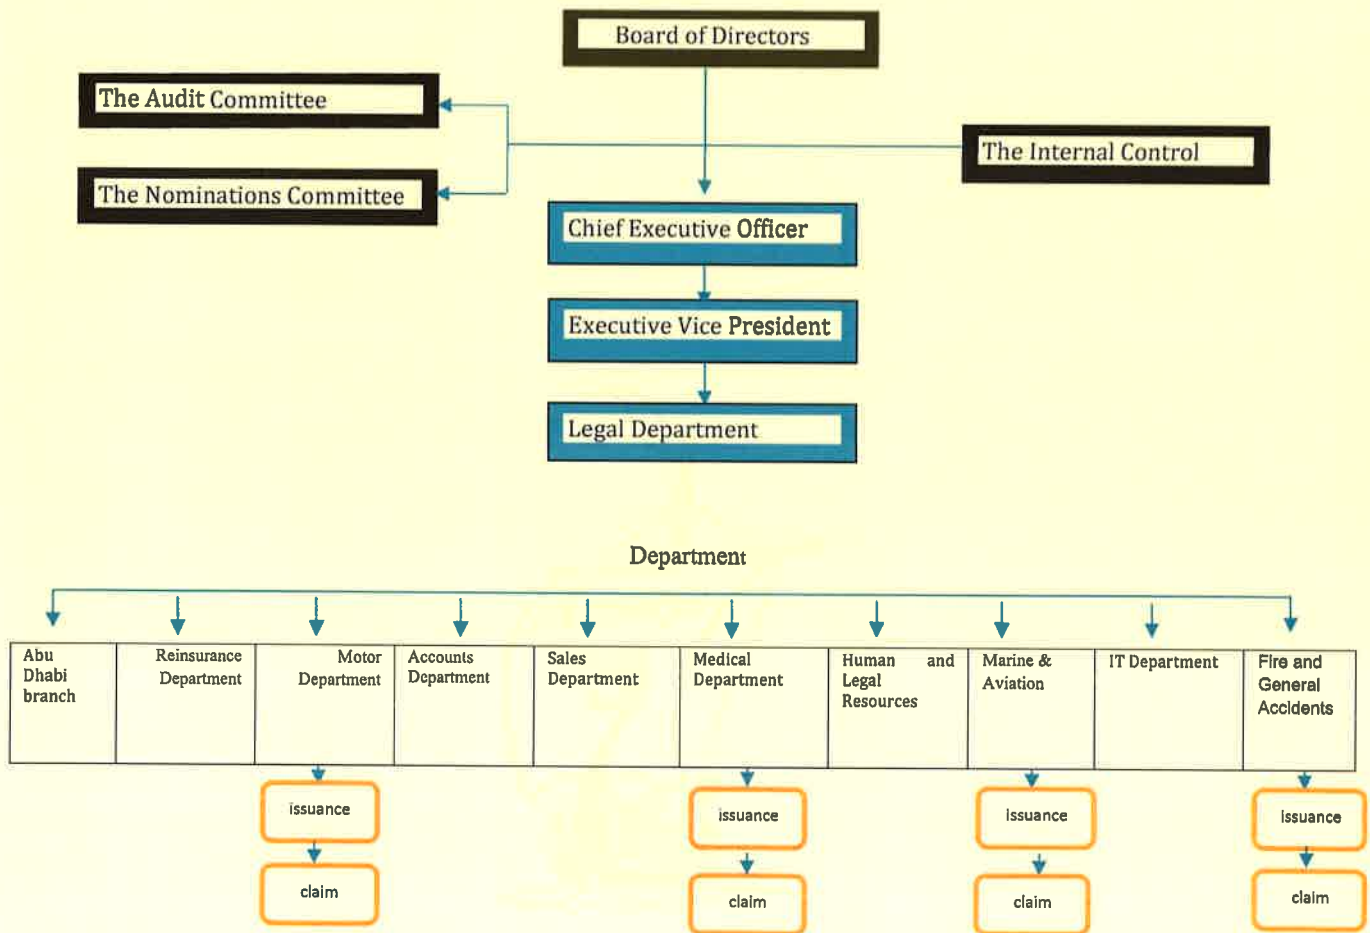 Board of Directors
The Audit Committee
The Internal Control
The Nominations Committee
Chief Executive Officer
Executive Vice President
Legal Department
Department
Abu
Dhabi
branch
Reinsurance
Department
Motor
Department
Accounts
Department
Sales
Department
Medical
Department
Human and
Legal
Resources
Marine &
Aviation
IT Department
Fire and
General
Accidents
issuance
issuance
issuance
issuance
claim
claim
claim
claim